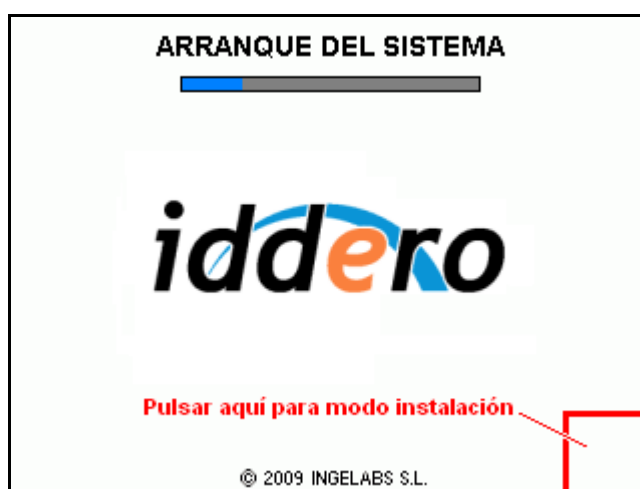 ARRANQUE DEL SISTEMA
iddero
Pulsar aquí para modo instalación
© 2009 INGELABS S.L.